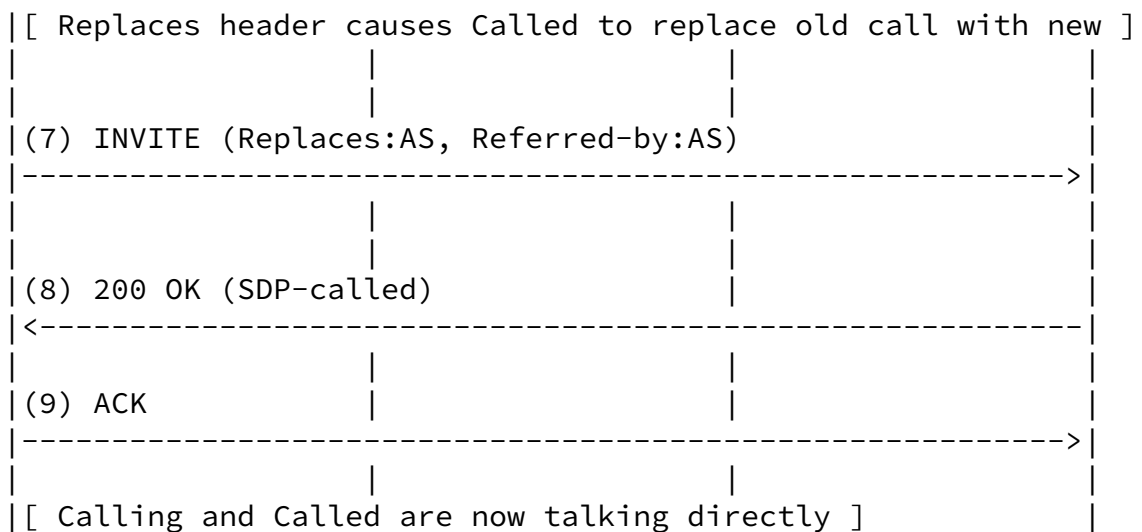 |[ Replaces header causes Called to replace old call with new ]
|                   |                   |                   |
|                   |                   |                   |
|(7) INVITE (Replaces:AS, Referred-by:AS)                   |
|---------------------------------------------------------->|
|                   |                   |                   |
|                   |                   |                   |
|(8) 200 OK (SDP-called)                |                   |
|<----------------------------------------------------------|
|                   |                   |                   |
|(9) ACK            |                   |                   |
|---------------------------------------------------------->|
|                   |                   |                   |
|[ Calling and Called are now talking directly ]            |